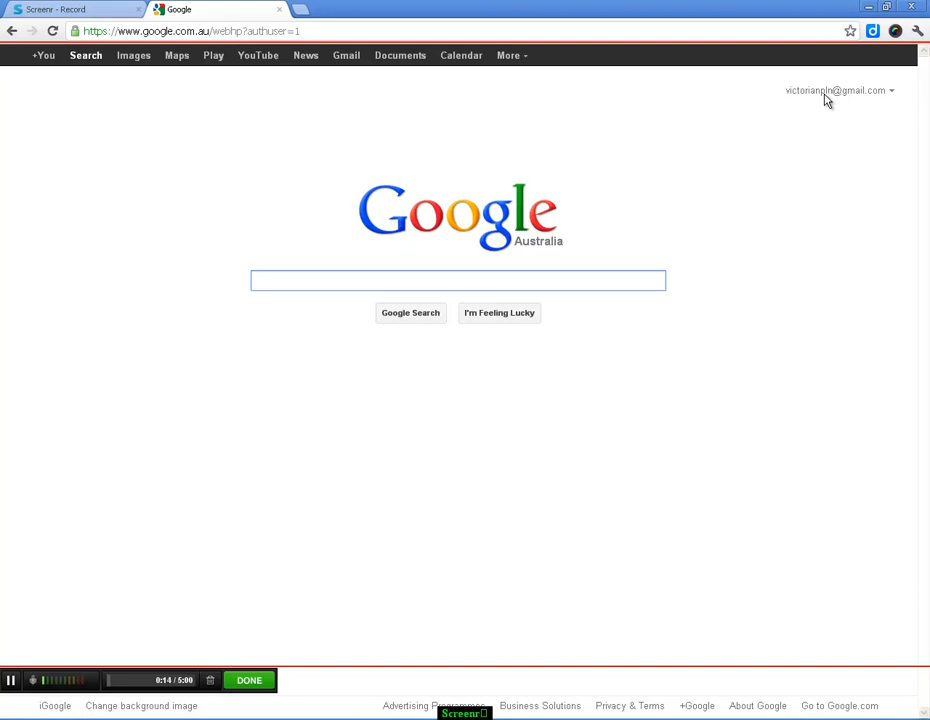 Screenr - Record
Google
https://www.google.com.au/webhp?authuser=1
+You Search Images Maps Play YouTube News Gmail Documents Calendar More
victorianpln@gmail.com
Google
Australia
Google Search I'm Feeling Lucky
0:14 / 5:00 DONE
iGoogle Change background image Advertising Programmes Business Solutions Privacy & Terms +Google About Google Go to Google.com
Screenr